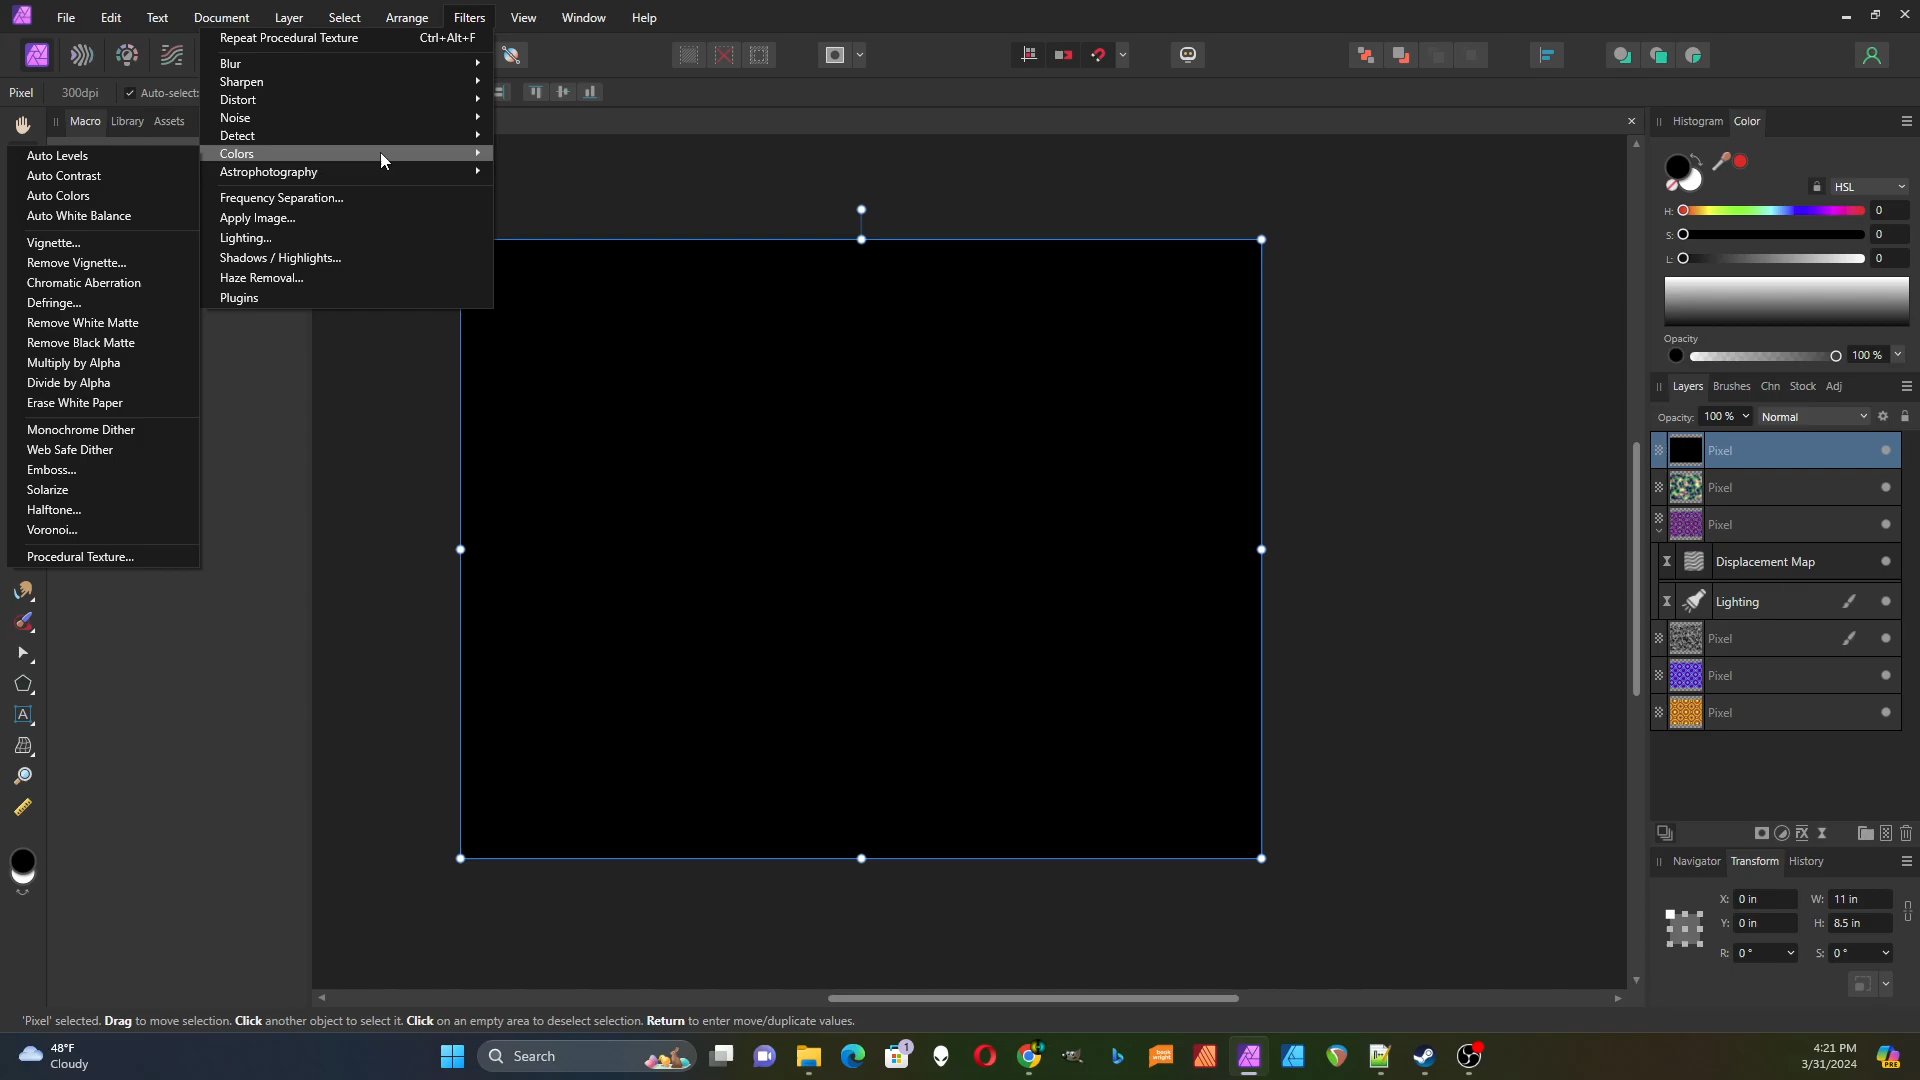 File Edit Text Document Layer Select Arrange Filters View Window Help
Repeat Procedural Texture Ctrl+Alt+F
Blur
Sharpen
Distort
Noise
Detect
Colors
Astrophotography
Frequency Separation...
Apply Image...
Lighting...
Shadows / Highlights...
Haze Removal...
Plugins
Pixel 300dpi Auto-select:
Macro Library Assets
Auto Levels
Auto Contrast
Auto Colors
Auto White Balance
Vignette...
Remove Vignette...
Chromatic Aberration
Defringe...
Remove White Matte
Remove Black Matte
Multiply by Alpha
Divide by Alpha
Erase White Paper
Monochrome Dither
Web Safe Dither
Emboss...
Solarize
Halftone...
Voronoi...
Procedural Texture...
Histogram Color
HSL
H: 0
S: 0
L: 0
Opacity
100 %
Layers Brushes Chn Stock Adj
Opacity: 100 % Normal
Pixel
Pixel
Pixel
Displacement Map
Lighting
Pixel
Pixel
Pixel
Navigator Transform History
X: 0 in W: 11 in
Y: 0 in H: 8.5 in
R: 0 ° S: 0 °
'Pixel' selected. Drag to move selection. Click another object to select it. Click on an empty area to deselect selection. Return to enter move/duplicate values.
48°F
Cloudy
Search
1
book
wright
4:21 PM
3/31/2024
PRE